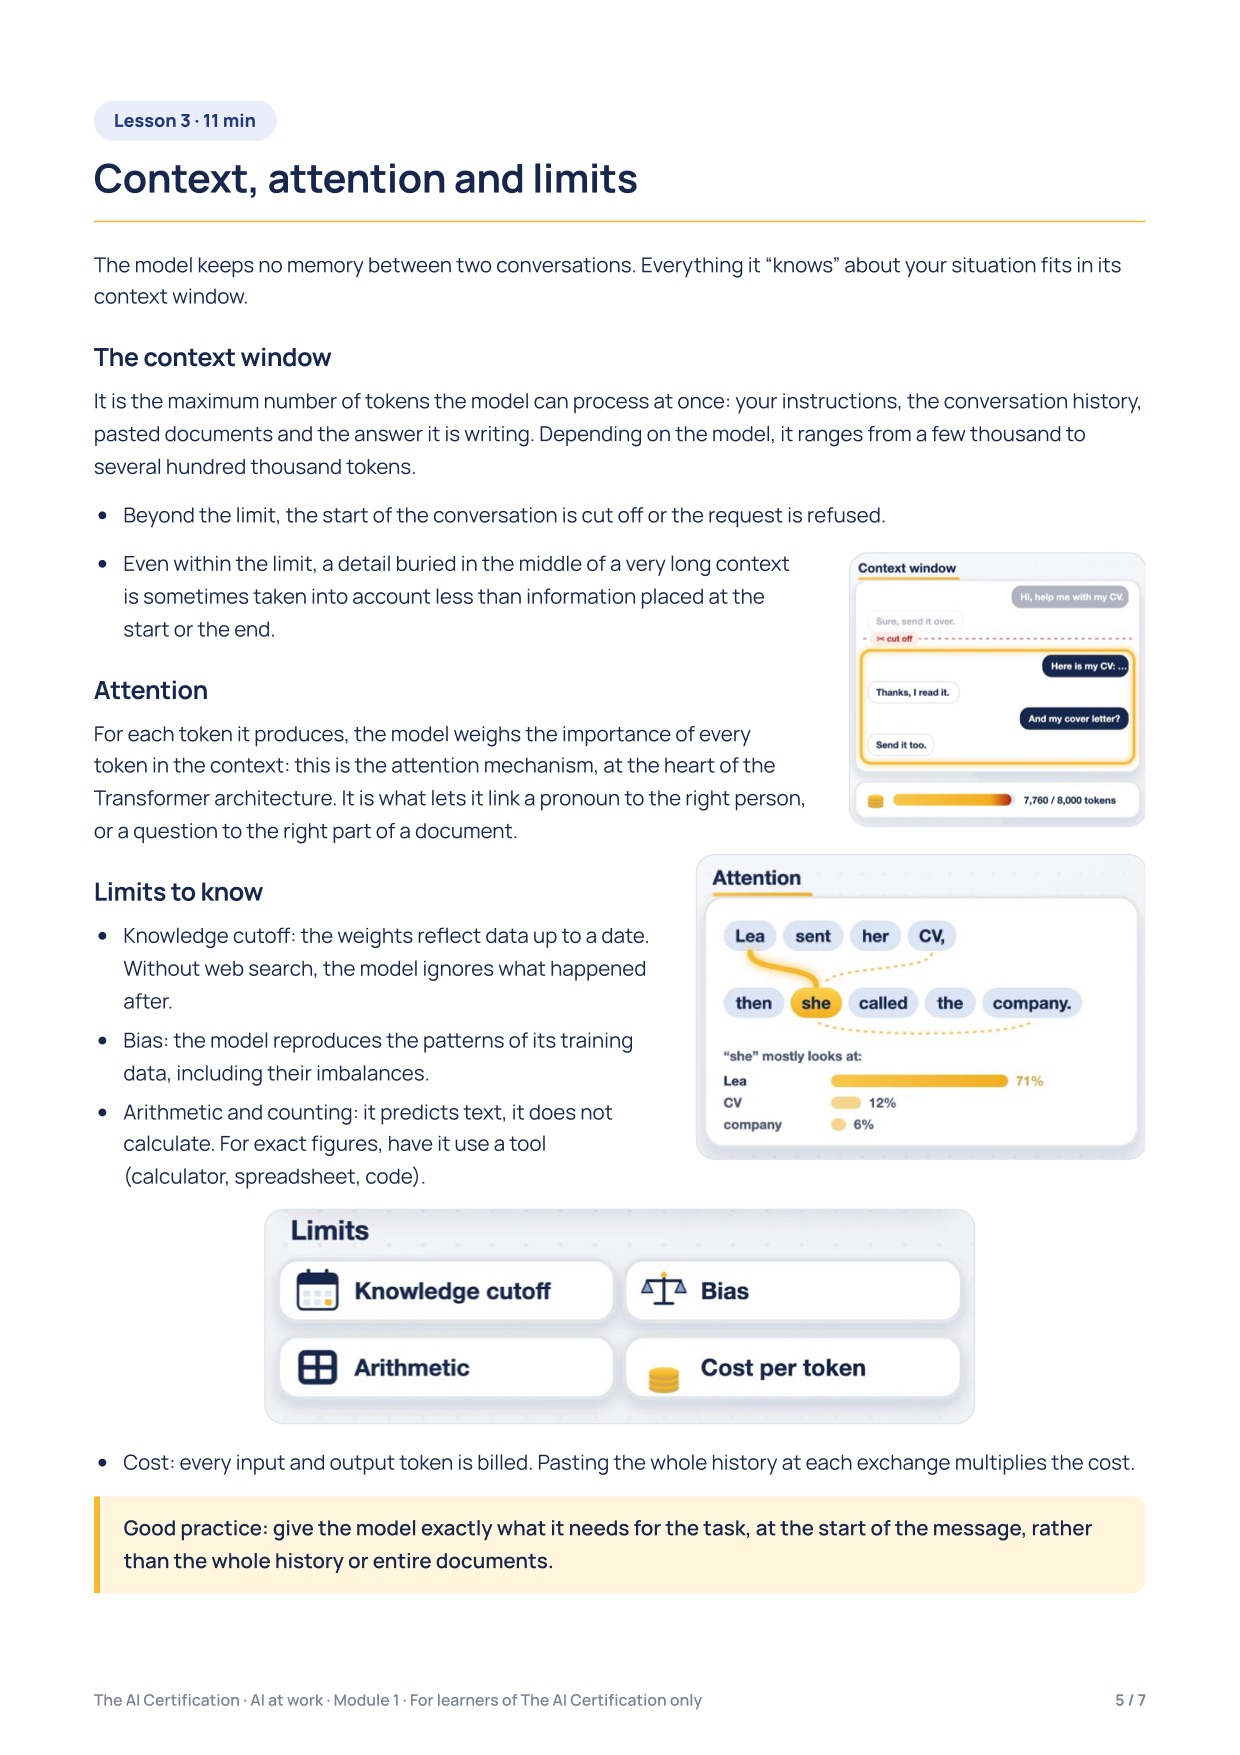 Lesson 3 · 11 min
Context, attention and limits
The model keeps no memory between two conversations. Everything it “knows” about your situation fits in its
context window.
The context window
It is the maximum number of tokens the model can process at once: your instructions, the conversation history,
pasted documents and the answer it is writing. Depending on the model, it ranges from a few thousand to
several hundred thousand tokens.
• Beyond the limit, the start of the conversation is cut off or the request is refused.
• Even within the limit, a detail buried in the middle of a very long context
is sometimes taken into account less than information placed at the
start or the end.
Context window
Hi, help me with my CV.
Sure, send it over.
✂ cut off
Here is my CV: ...
Thanks, I read it.
And my cover letter?
Send it too.
7,760 / 8,000 tokens
Attention
For each token it produces, the model weighs the importance of every
token in the context: this is the attention mechanism, at the heart of the
Transformer architecture. It is what lets it link a pronoun to the right person,
or a question to the right part of a document.
Attention
Lea sent her CV,
then she called the company.
“she” mostly looks at:
Lea 71%
CV 12%
company 6%
Limits to know
• Knowledge cutoff: the weights reflect data up to a date.
Without web search, the model ignores what happened
after.
• Bias: the model reproduces the patterns of its training
data, including their imbalances.
• Arithmetic and counting: it predicts text, it does not
calculate. For exact figures, have it use a tool
(calculator, spreadsheet, code).
Limits
Knowledge cutoff Bias
Arithmetic Cost per token
• Cost: every input and output token is billed. Pasting the whole history at each exchange multiplies the cost.
Good practice: give the model exactly what it needs for the task, at the start of the message, rather
than the whole history or entire documents.
The AI Certification · AI at work · Module 1 · For learners of The AI Certification only 5 / 7